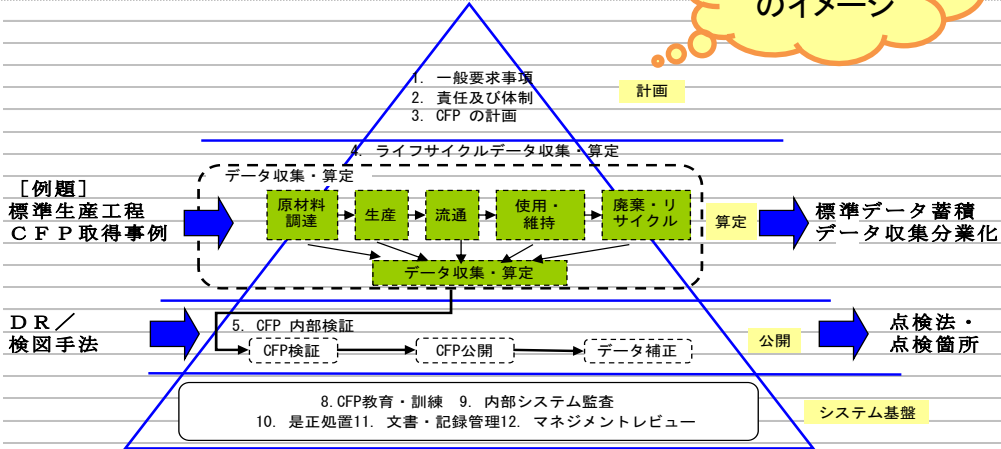 のイメージ
1. 一般要求事項
2. 責任及び体制
3. CFP の計画
計画
4. ライフサイクルデータ収集・算定
データ収集・算定
[例題]
標準生産工程
CFP取得事例
原材料
調達
生産
流通
使用・
維持
廃棄・リ
サイクル
算定
標準データ蓄積
データ収集分業化
データ収集・算定
DR/
検図手法
5. CFP 内部検証
CFP検証
CFP公開
データ補正
公開
点検法・
点検箇所
8.CFP教育・訓練 9. 内部システム監査
10. 是正処置11. 文書・記録管理12. マネジメントレビュー
システム基盤